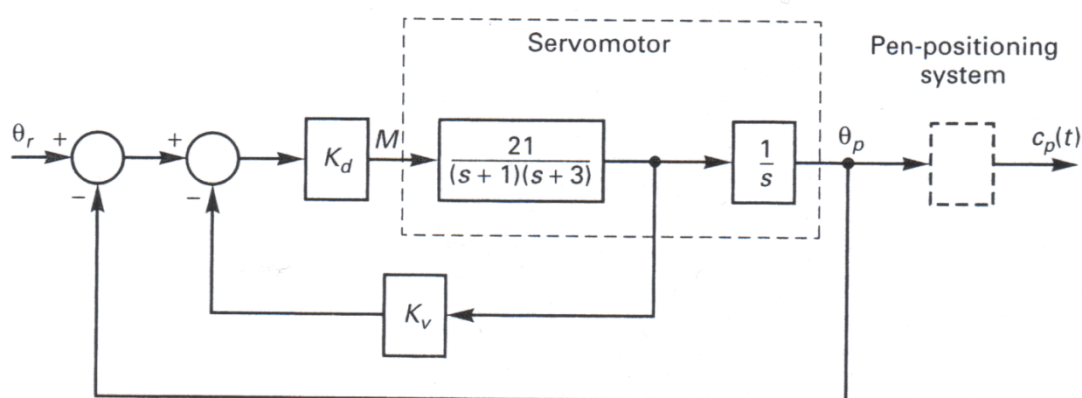 Servomotor
Pen-positioning
system
θr + − + − Kd M 21 / (s + 1)(s + 3) 1 / s θp cp(t)
Kv